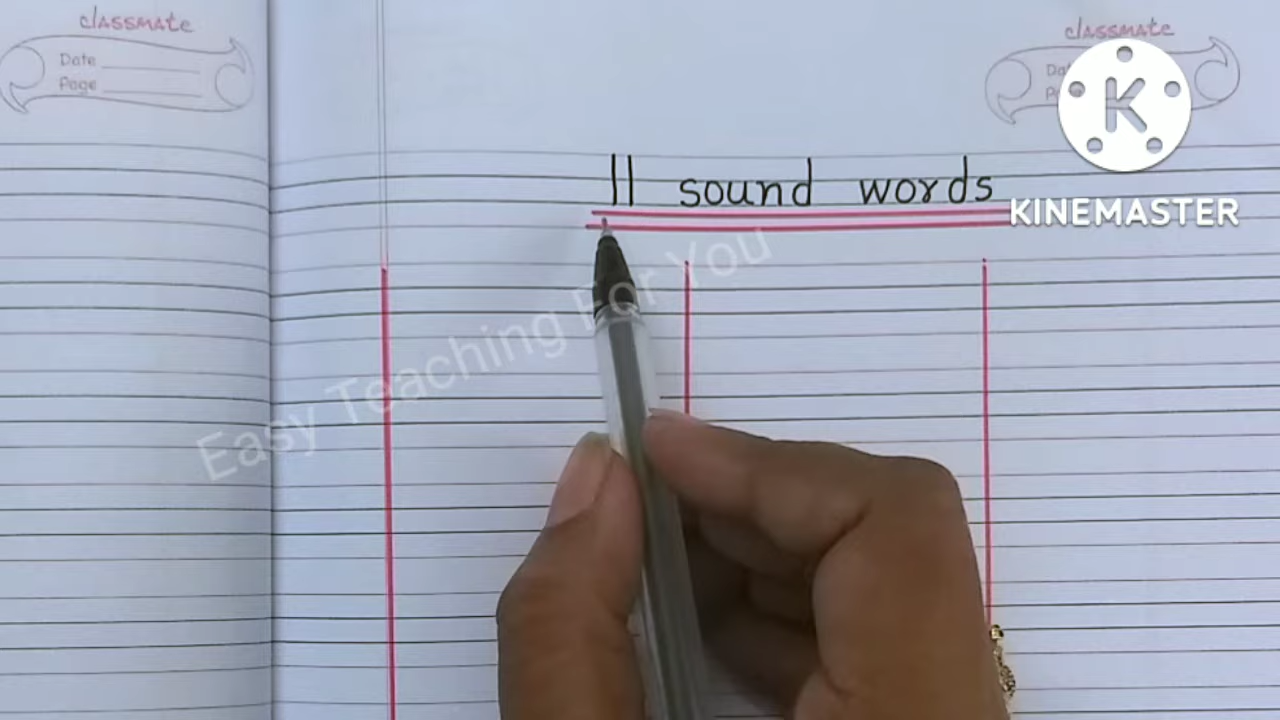 classmate
Date
Page
classmate
KINEMASTER
ll sound words
Easy Teaching For You